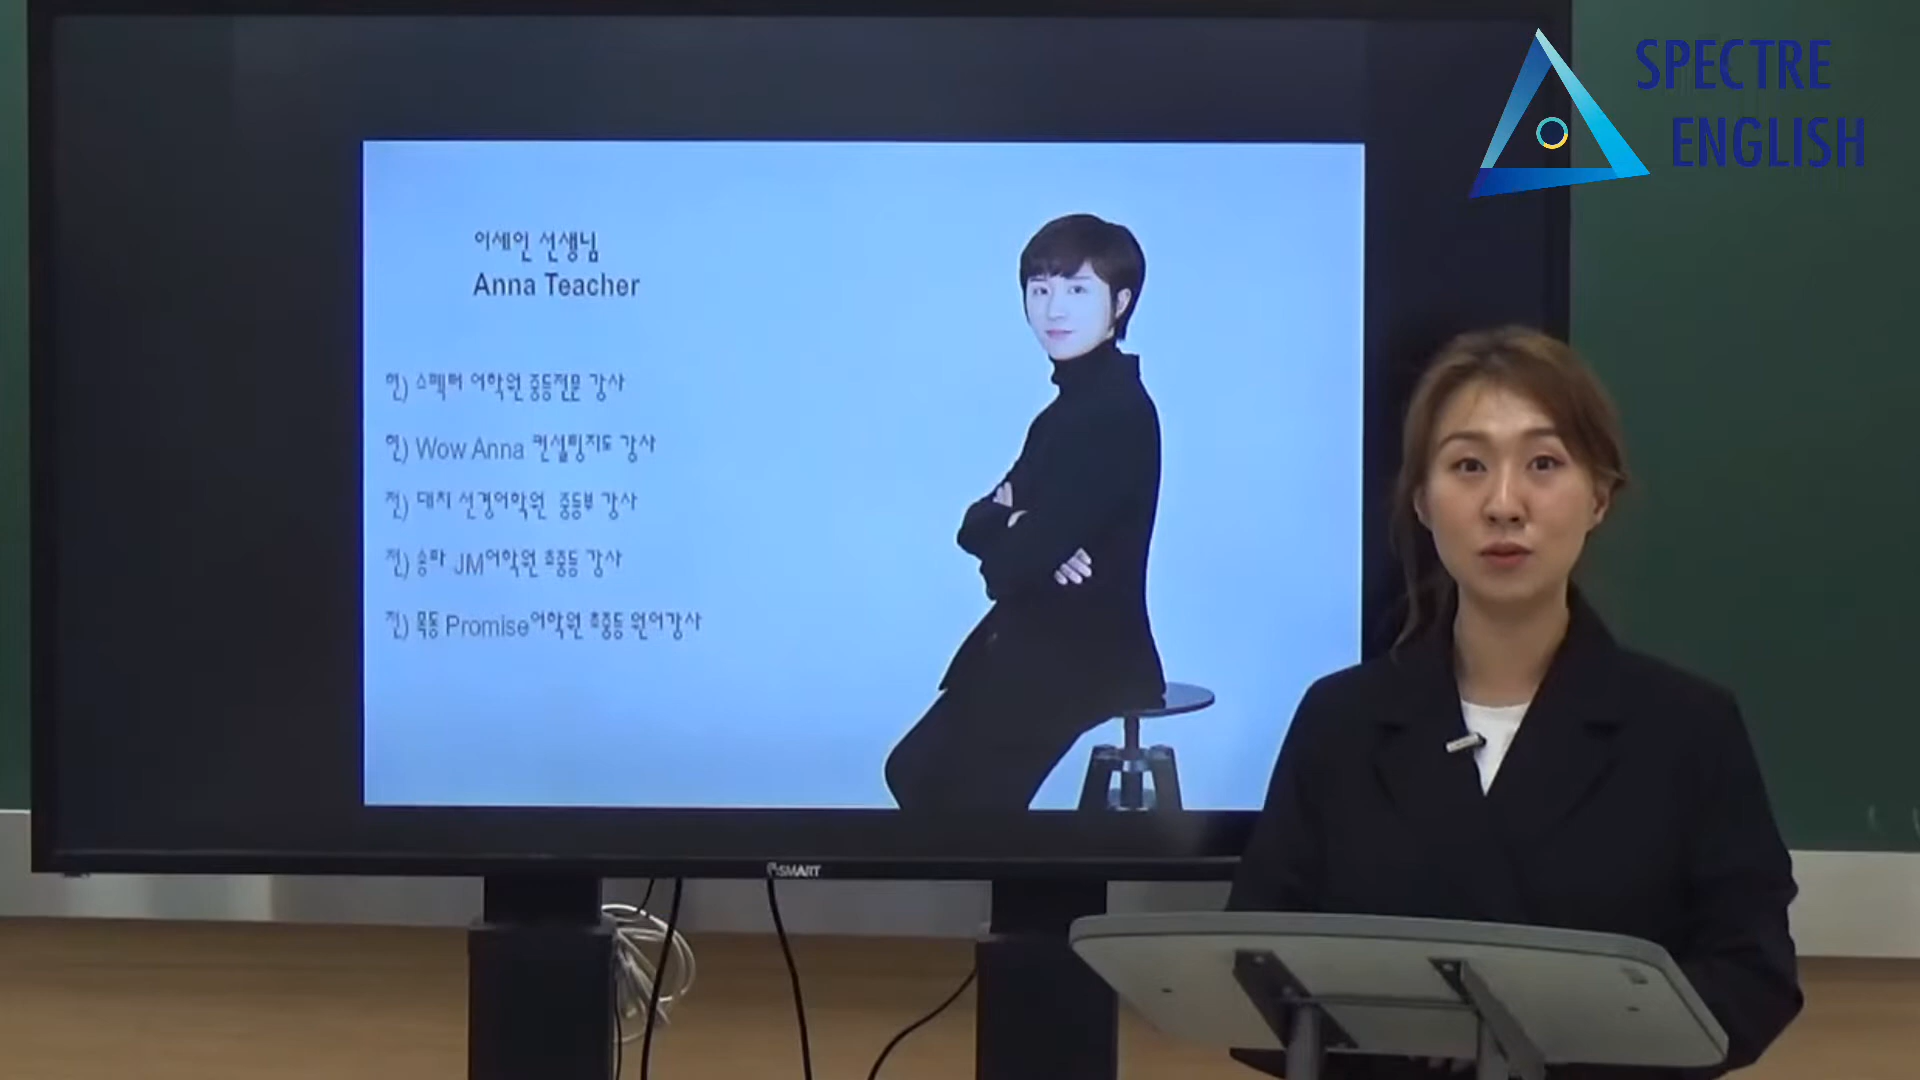 SPECTRE
ENGLISH
이세인 선생님
Anna Teacher
현) 스펙터 어학원 중등전문 강사
현) Wow Anna 컨설팅지도 강사
전) 대치 선경어학원 중등부 강사
전) 송파 JM어학원 초중등 강사
전) 목동 Promise어학원 초중등 원어강사
SMART